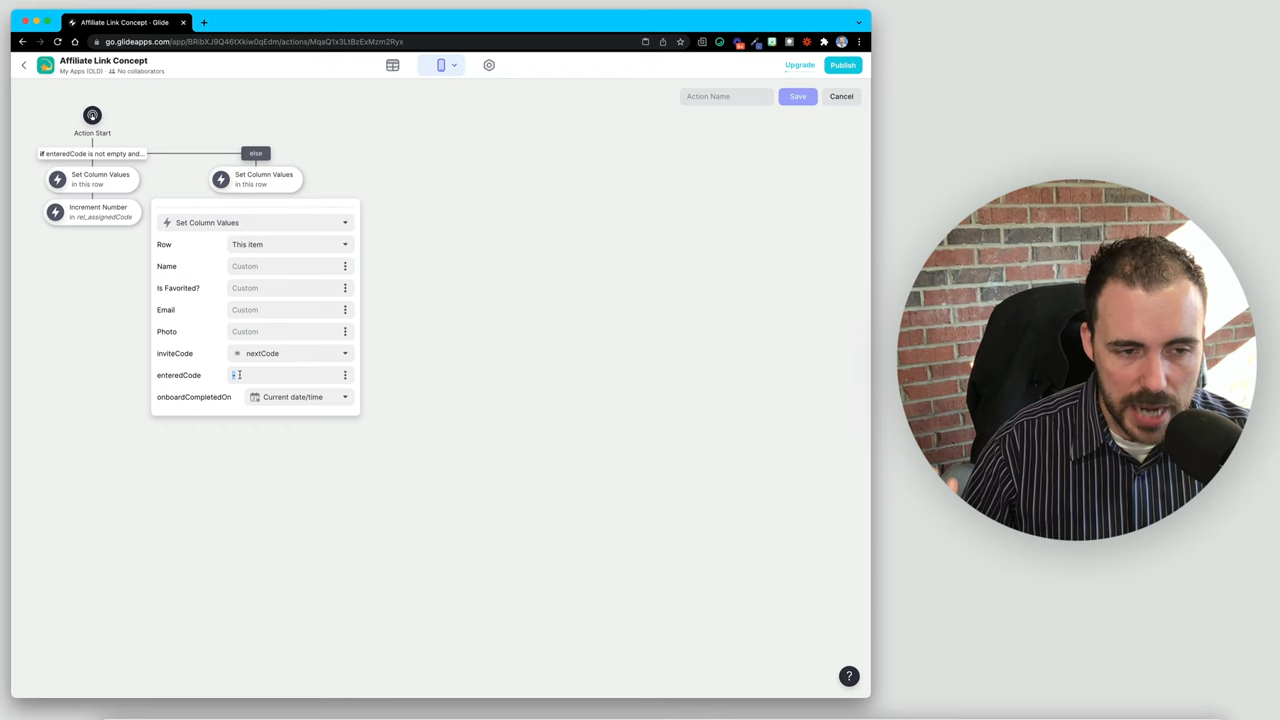 Affiliate Link Concept - Glide
go.glideapps.com/app/BRibXJ9Q46tXkiw0qEdm/actions/MqaQ1x3LtBzExMzm2Ryx
Affiliate Link Concept
My Apps (OLD) • No collaborators
Upgrade
Publish
Action Name
Save
Cancel
Action Start
if enteredCode is not empty and...
else
Set Column Values
in this row
Set Column Values
in this row
Increment Number
in rel_assignedCode
Set Column Values
Row
This item
Name
Custom
Is Favorited?
Custom
Email
Custom
Photo
Custom
inviteCode
nextCode
enteredCode
-
onboardCompletedOn
Current date/time
?